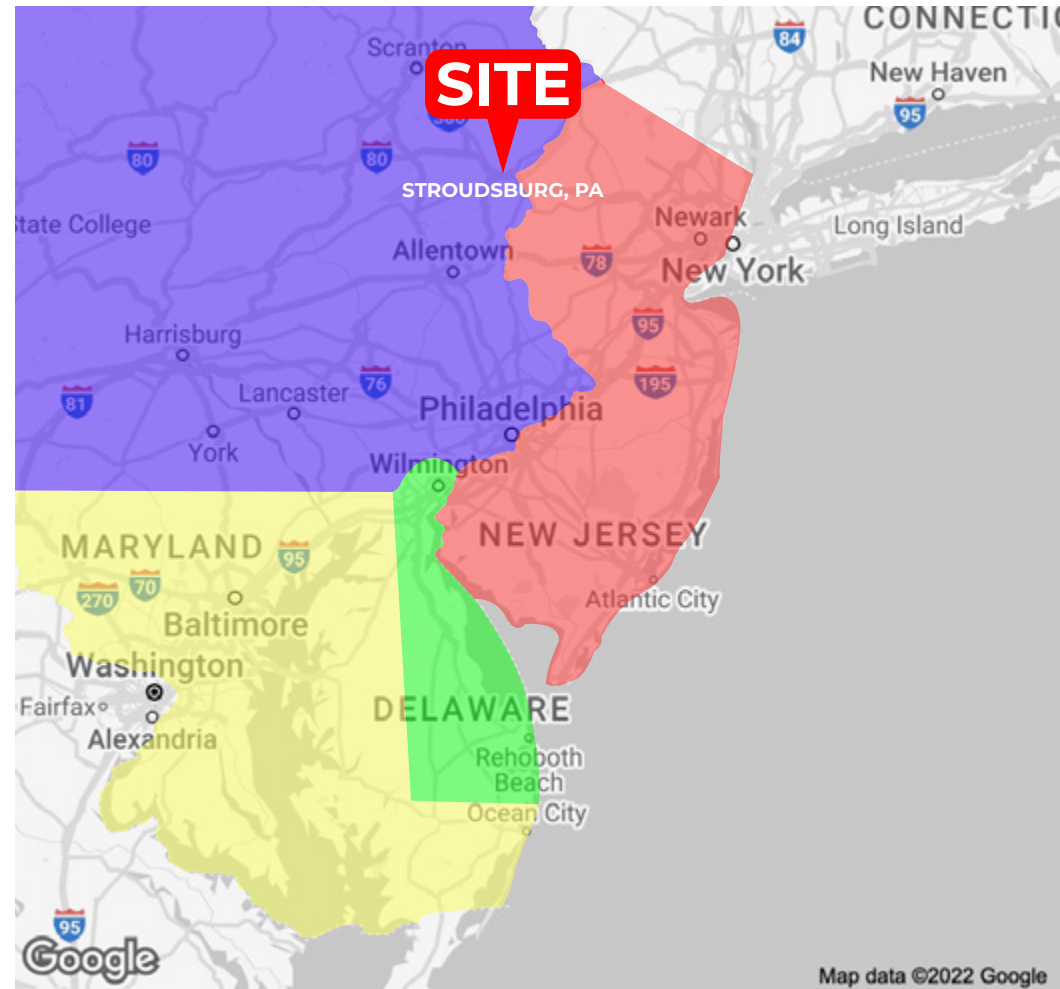 CONNECTI
84
Scranton
New Haven
SITE
95
380
80
80
STROUDSBURG, PA
Newark
State College
Long Island
Allentown
78
New York
95
Harrisburg
76
195
Lancaster
81
Philadelphia
York
Wilmington
NEW JERSEY
MARYLAND
95
70
270
Atlantic City
Baltimore
Washington
Fairfax
DELAWARE
Alexandria
Rehoboth
Beach
Ocean City
95
Google
Map data ©2022 Google